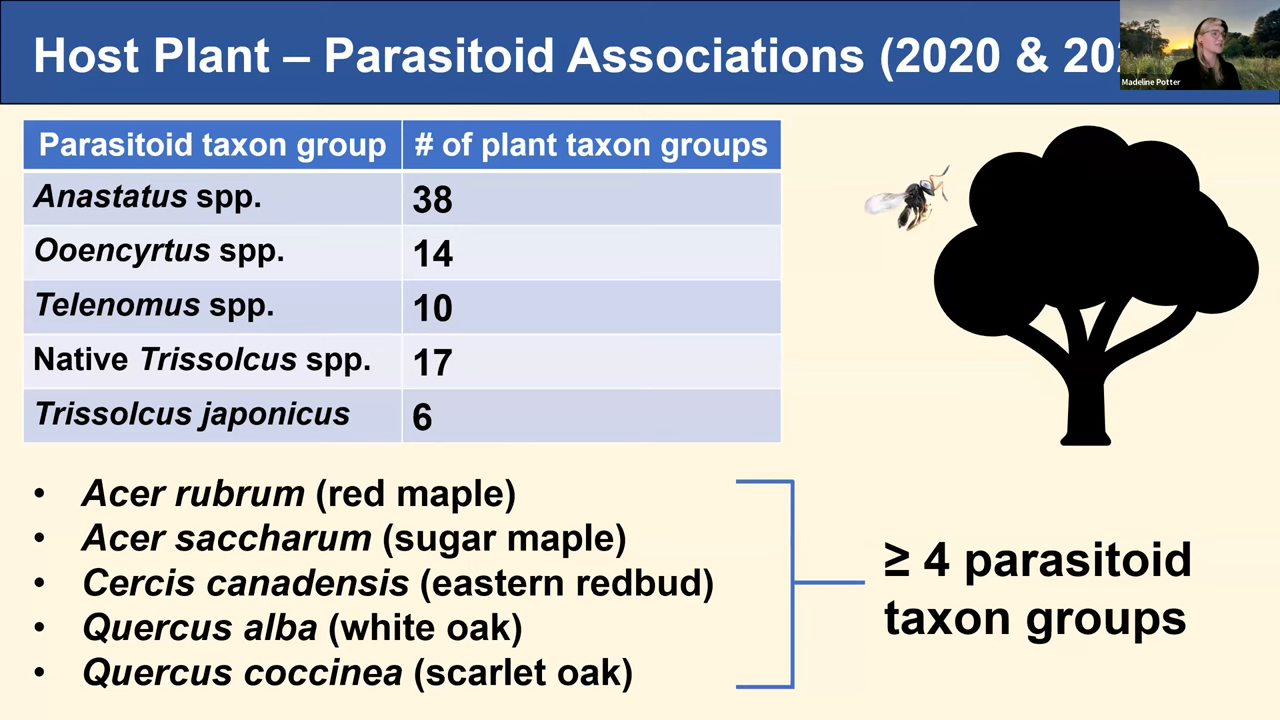 Host Plant – Parasitoid Associations (2020 &
Madeline Potter
Parasitoid taxon group # of plant taxon groups
Anastatus spp. 38
Ooencyrtus spp. 14
Telenomus spp. 10
Native Trissolcus spp. 17
Trissolcus japonicus 6
• Acer rubrum (red maple)
• Acer saccharum (sugar maple)
• Cercis canadensis (eastern redbud)
• Quercus alba (white oak)
• Quercus coccinea (scarlet oak)
≥ 4 parasitoid
taxon groups